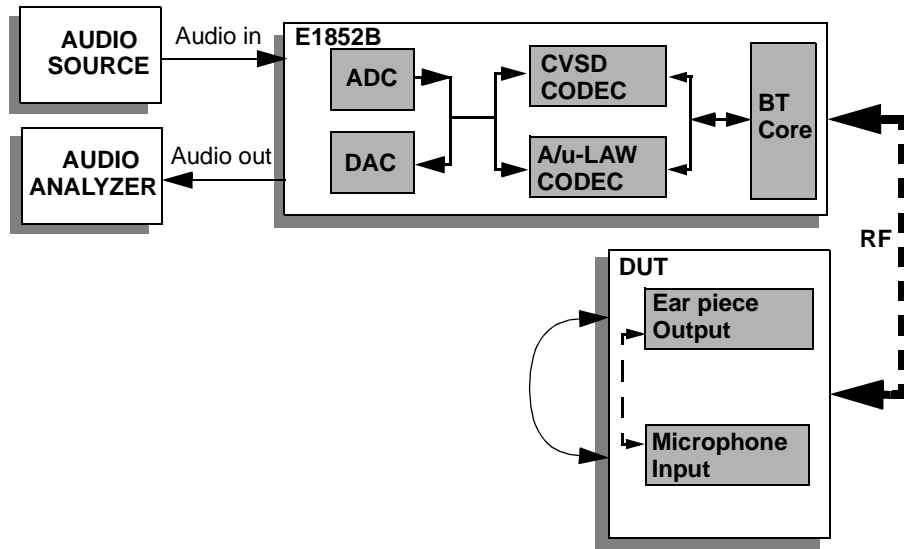 AUDIO
SOURCE
Audio in
AUDIO
ANALYZER
Audio out
E1852B
ADC
DAC
CVSD
CODEC
A/u-LAW
CODEC
BT
Core
RF
DUT
Ear piece
Output
Microphone
Input